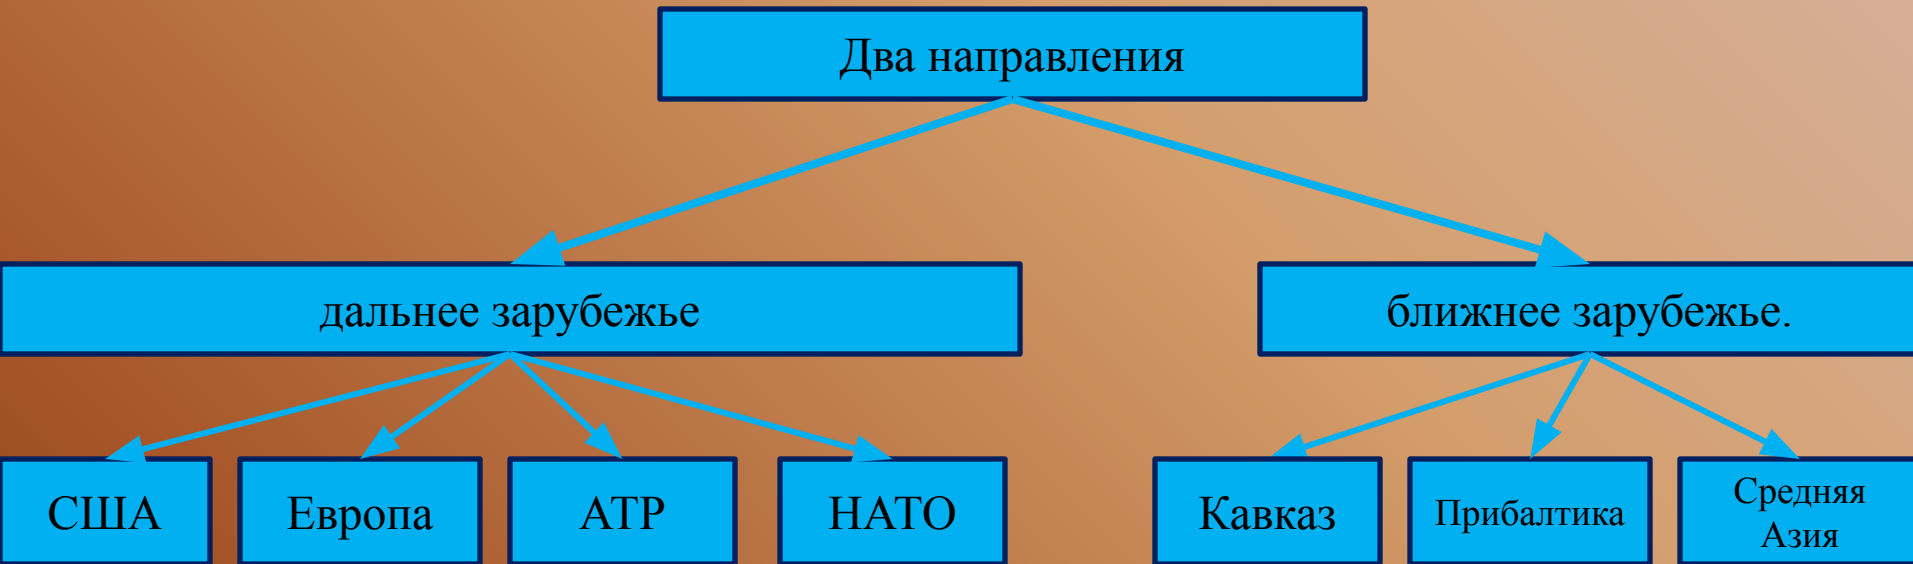 Два направления
дальнее зарубежье
ближнее зарубежье.
США
Европа
АТР
НАТО
Кавказ
Прибалтика
Средняя
Азия